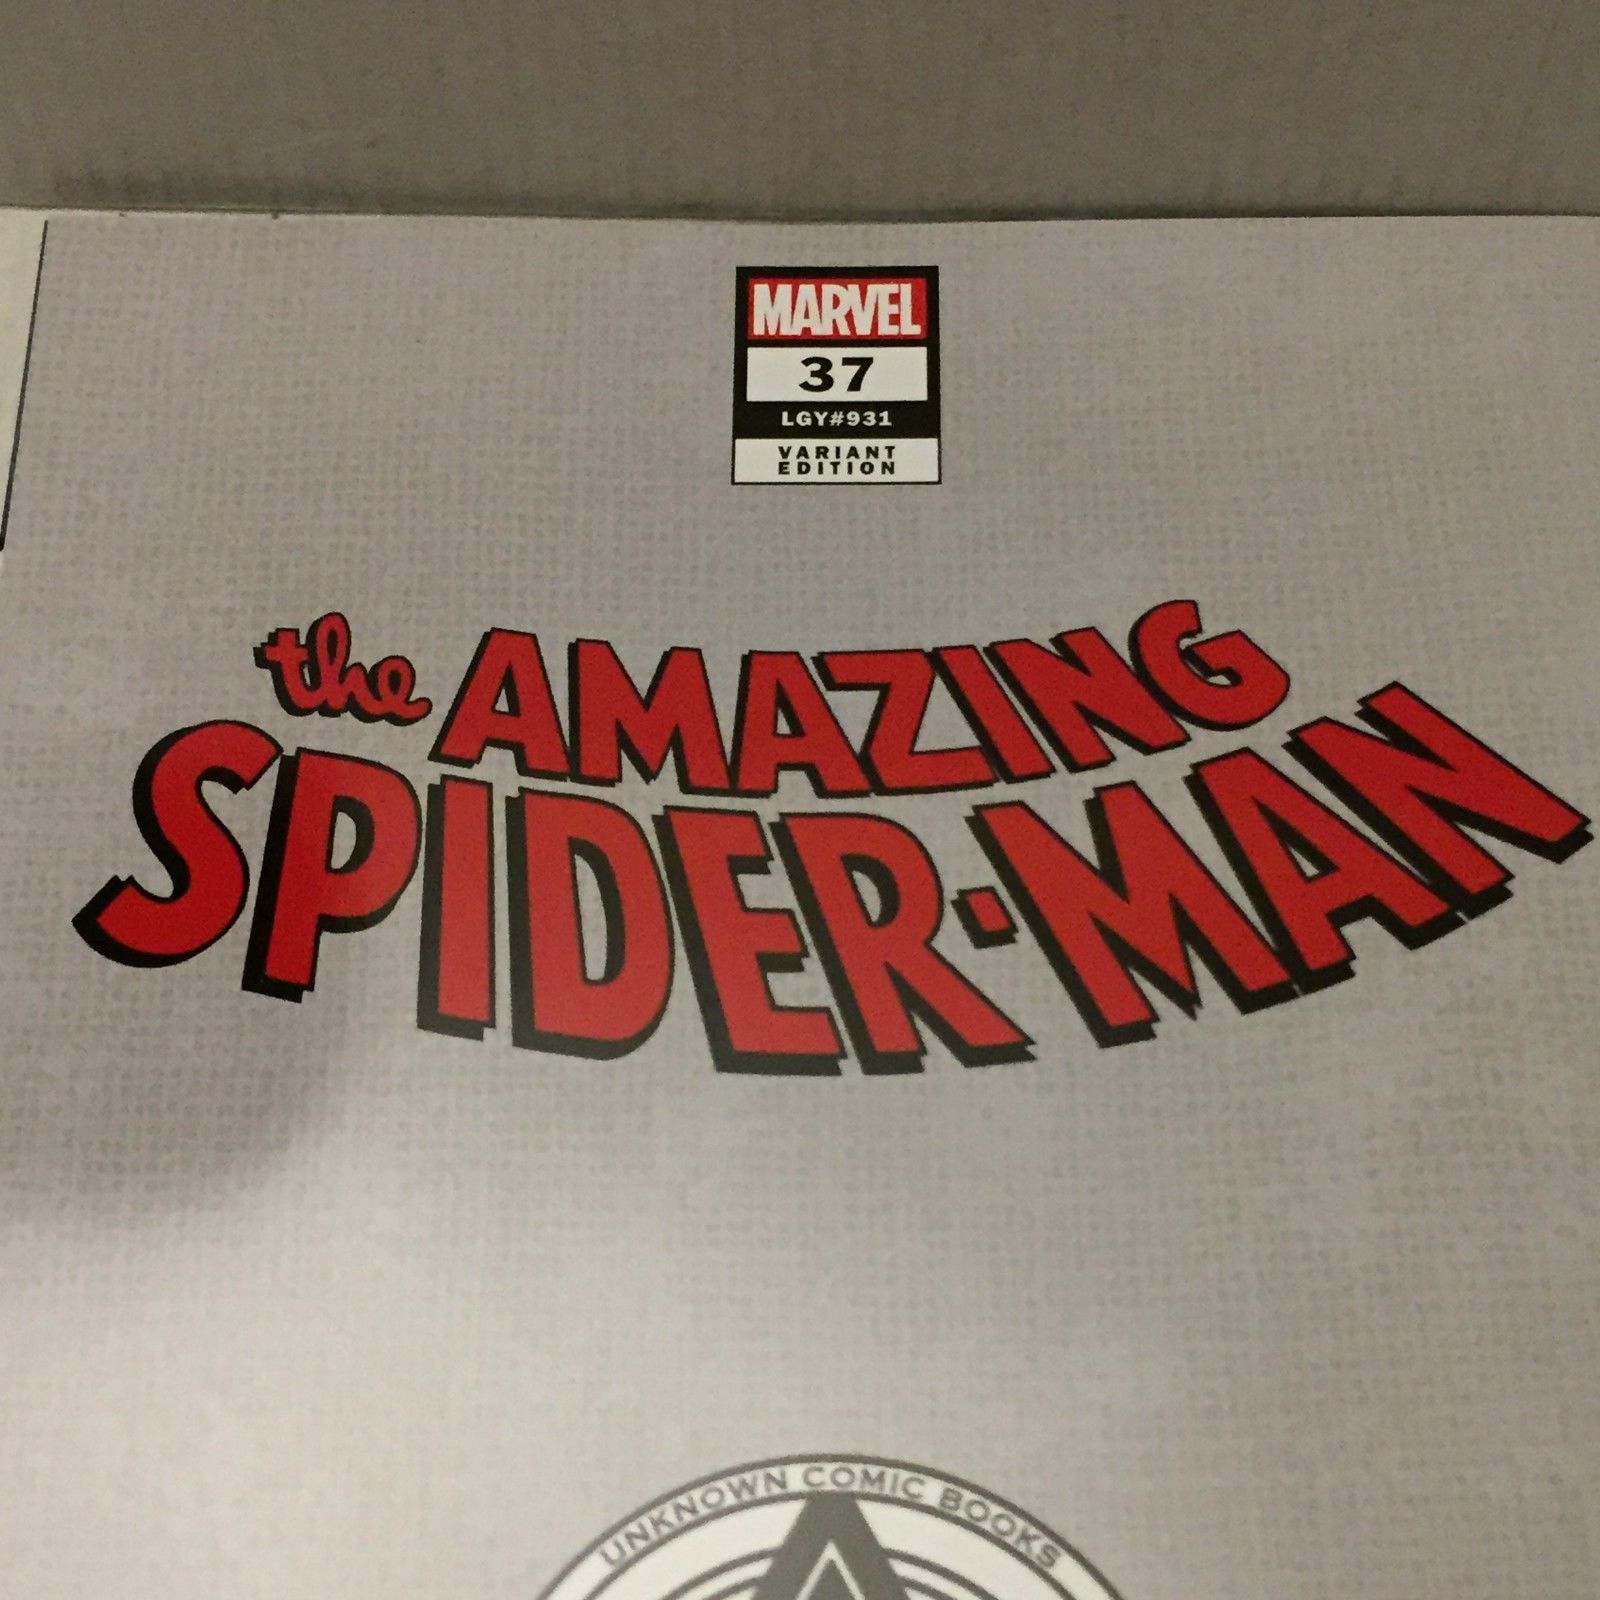 MARVEL
37
LGY#931
VARIANT
EDITION
the AMAZING
SPIDER-MAN
UNKNOWN COMIC BOOKS